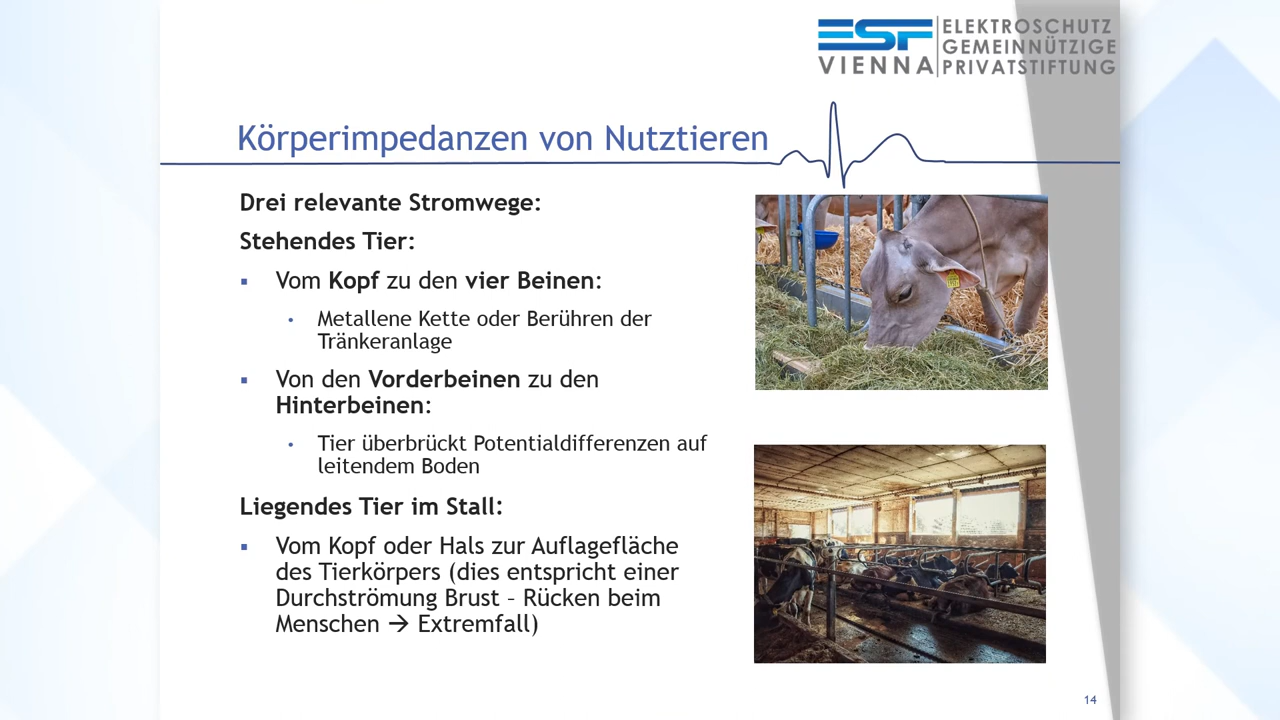 ESF
VIENNA
ELEKTROSCHUTZ
GEMEINNÜTZIGE
PRIVATSTIFTUNG
Körperimpedanzen von Nutztieren
Drei relevante Stromwege:
Stehendes Tier:
▪ Vom Kopf zu den vier Beinen:
• Metallene Kette oder Berühren der
Tränkeranlage
▪ Von den Vorderbeinen zu den
Hinterbeinen:
• Tier überbrückt Potentialdifferenzen auf
leitendem Boden
Liegendes Tier im Stall:
▪ Vom Kopf oder Hals zur Auflagefläche
des Tierkörpers (dies entspricht einer
Durchströmung Brust – Rücken beim
Menschen → Extremfall)
14